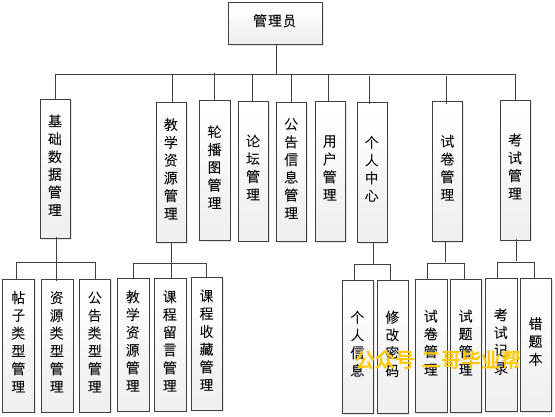 管理员
基础数据管理
教学资源管理
轮播图管理
论坛管理
公告信息管理
用户管理
个人中心
试卷管理
考试管理
帖子类型管理
资源类型管理
公告类型管理
教学资源管理
课程留言管理
课程收藏管理
个人信息
修改密码
试卷管理
试题管理
考试记录
错题本
公众号 二哥毕业帮